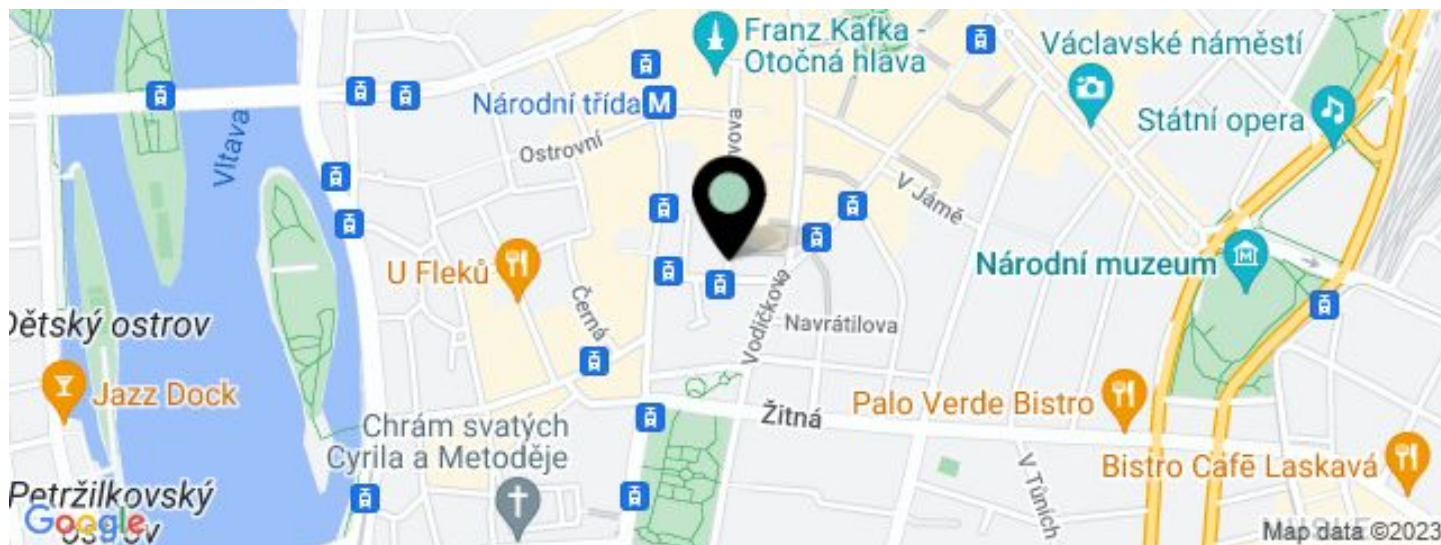 Franz Kafka -
Otočná hlava
Václavské náměstí
Národní třída
M
Státní opera
Vltava
vova
Ostrovní
V Jámě
U Fleků
Národní muzeum
Černá
Dětský ostrov
Vodičkova
Navrátilova
Jazz Dock
Palo Verde Bistro
Žitná
Chrám svatých
Cyrila a Metoděje
Bistro Cafē Laskavá
V Tůních
Petržilkovský
ostrov
Google
Map data ©2023